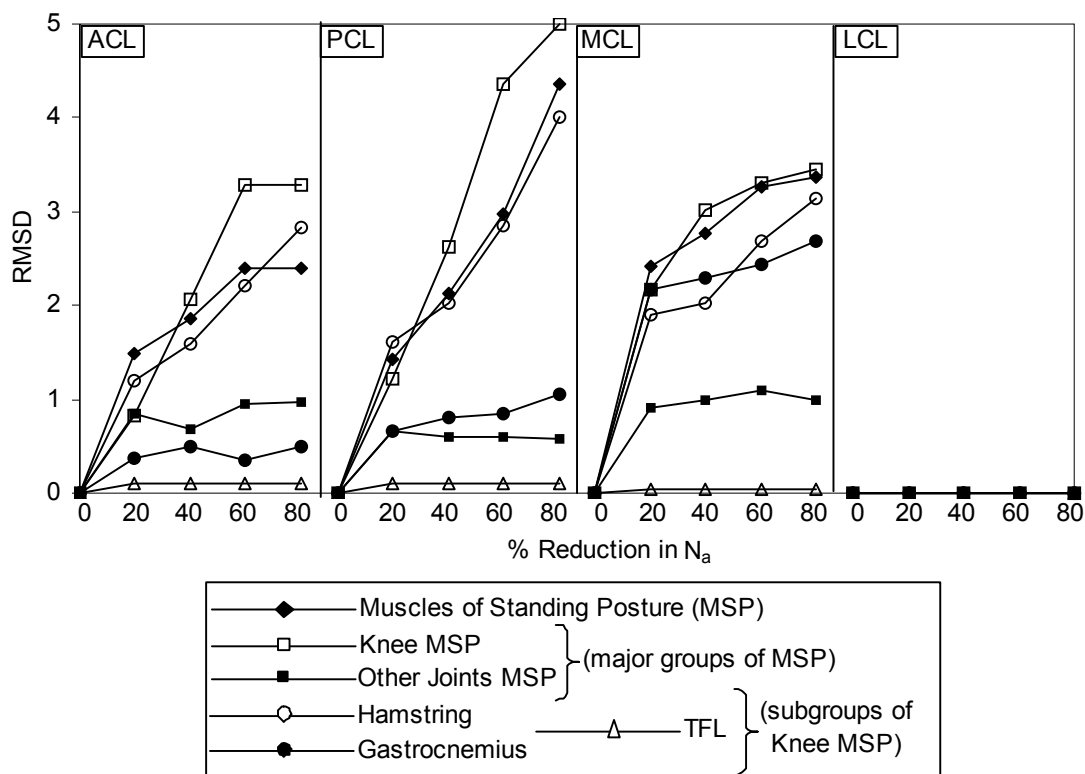 ACL PCL MCL LCL
5
4
3
2
1
0
RMSD
0 20 40 60 80 0 20 40 60 80 0 20 40 60 80 0 20 40 60 80
% Reduction in Na
Muscles of Standing Posture (MSP)
Knee MSP
Other Joints MSP
(major groups of MSP)
Hamstring
Gastrocnemius
TFL
(subgroups of
Knee MSP)